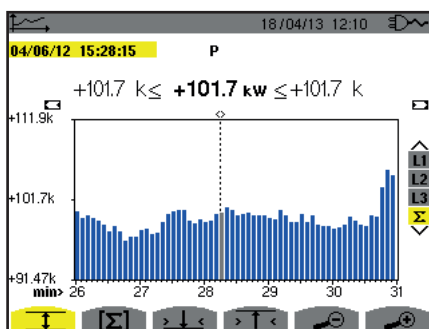 18/04/13 12:10
04/06/12 15:28:15 P
+101.7 k≤ +101.7 kW ≤+101.7 k
+111.9k
+101.7k
+91.47k
L1
L2
L3
Σ
min> 26 27 28 29 30 31
[Σ] >↓< >↑<